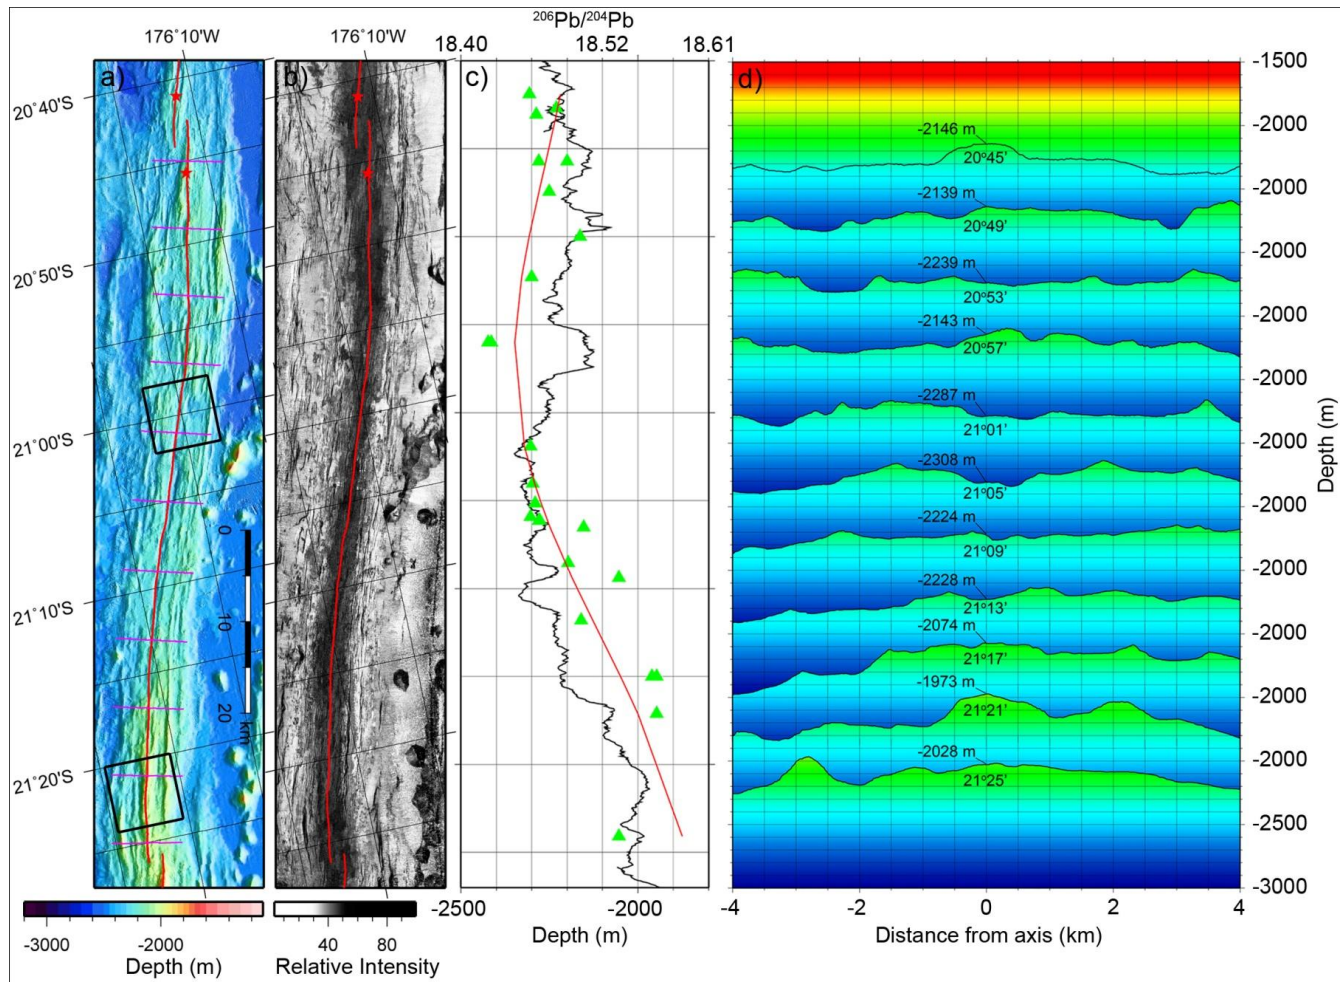 176°10'W
176°10'W
²⁰⁶Pb/²⁰⁴Pb
18.40
18.52
18.61
a)
b)
c)
d)
20°40'S
20°50'S
21°00'S
21°10'S
21°20'S
0
10
20
km
-2146 m
20°45'
-2139 m
20°49'
-2239 m
20°53'
-2143 m
20°57'
-2287 m
21°01'
-2308 m
21°05'
-2224 m
21°09'
-2228 m
21°13'
-2074 m
21°17'
-1973 m
21°21'
-2028 m
21°25'
-1500
-2000
-2000
-2000
-2000
-2000
-2000
-2000
-2000
-2000
-2000
-2000
-2500
-3000
Depth (m)
-3000
-2000
Depth (m)
40
80
Relative Intensity
-2500
-2000
Depth (m)
-4
-2
0
2
4
Distance from axis (km)